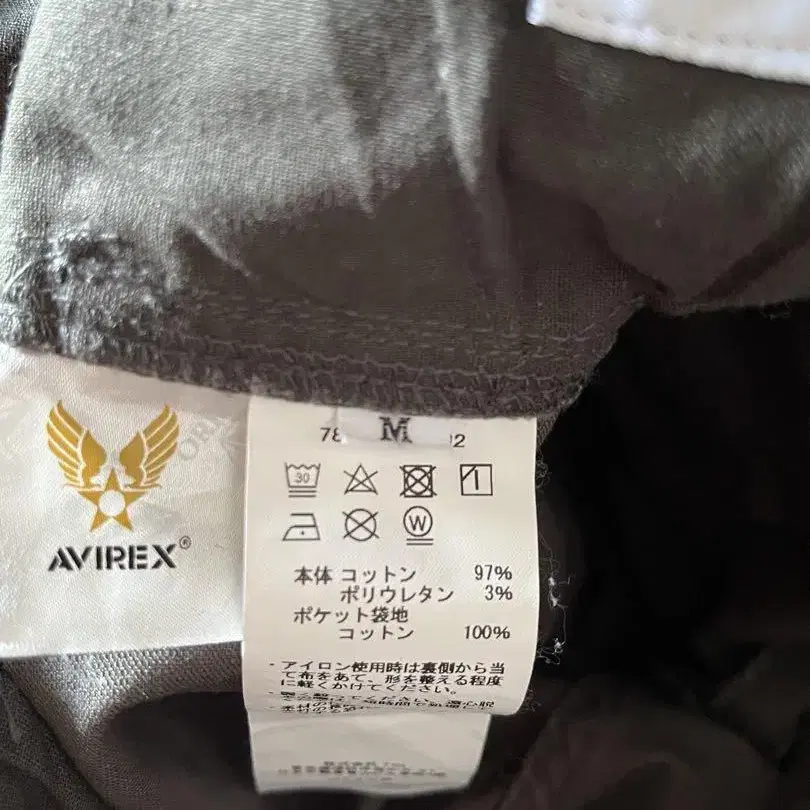 AVIREX®
M
78
2
30
W
本体 コットン 97%
ポリウレタン 3%
ポケット袋地
コットン 100%
・アイロン使用時は裏側から当
て布をあて、形を整える程度
に軽くかけてください。